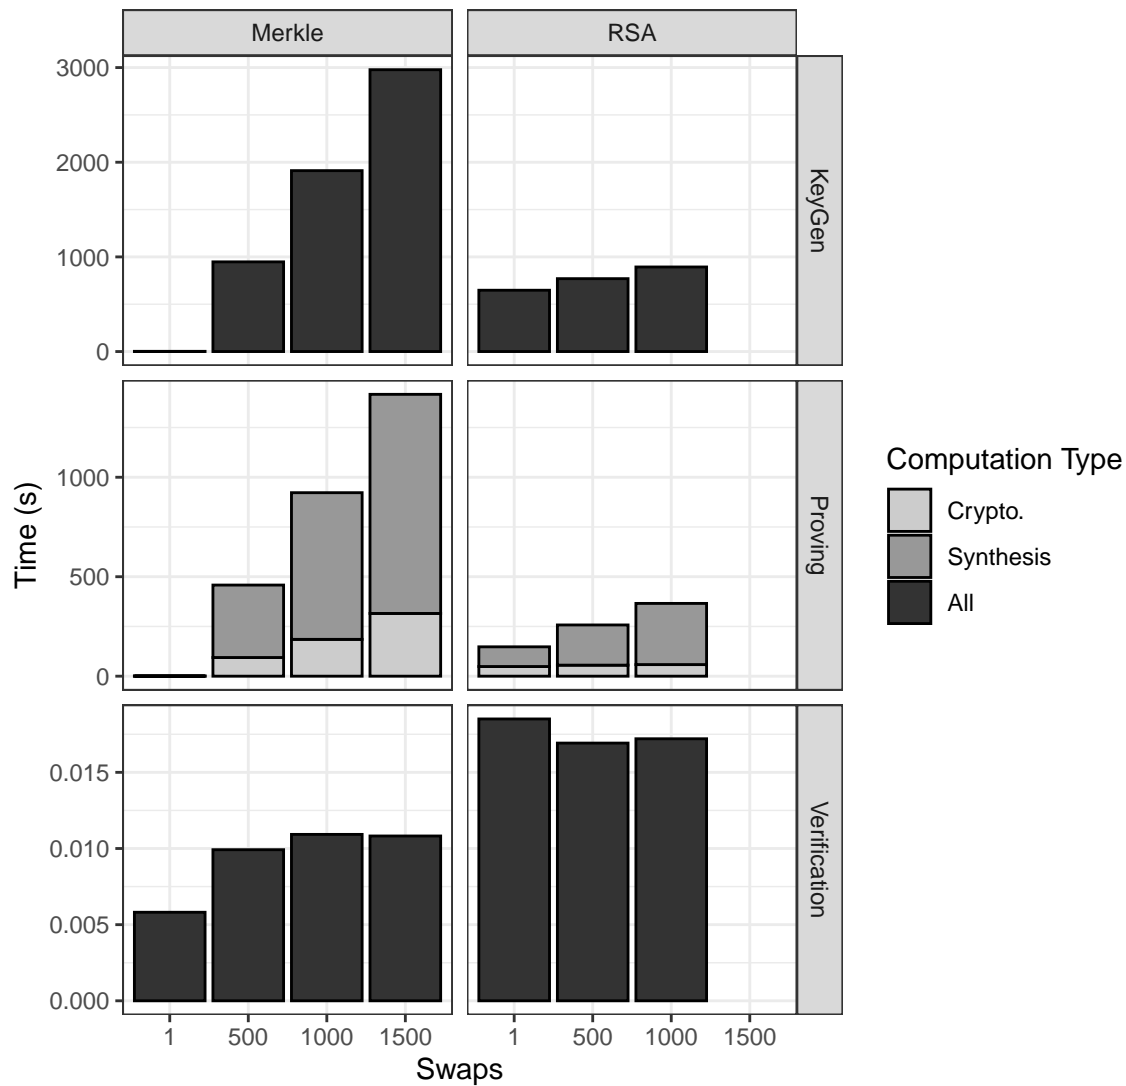 Merkle
RSA
3000
2000
1000
0
KeyGen
Time (s)
1000
500
0
Proving
Computation Type
Crypto.
Synthesis
All
0.015
0.010
0.005
0.000
Verification
1 500 1000 1500
1 500 1000 1500
Swaps